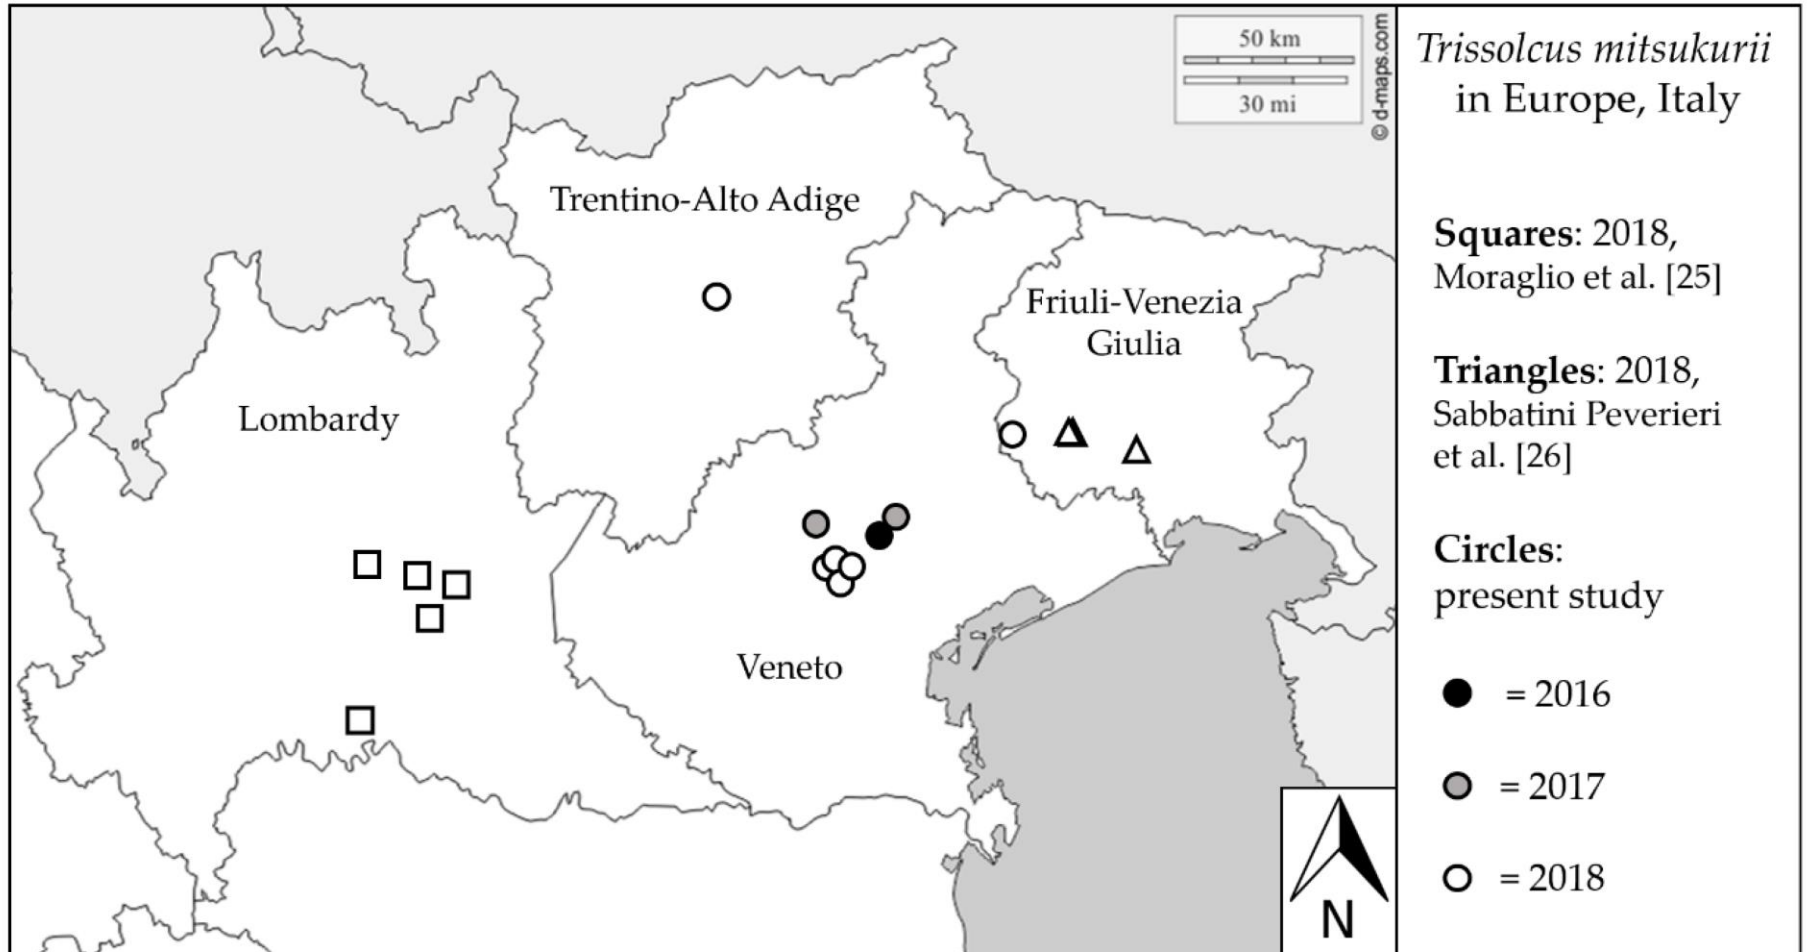 50 km
30 mi
© d-maps.com
Trentino-Alto Adige
Friuli-Venezia
Giulia
Lombardy
Veneto
N
Trissolcus mitsukurii
in Europe, Italy
Squares: 2018,
Moraglio et al. [25]
Triangles: 2018,
Sabbatini Peverieri
et al. [26]
Circles:
present study
= 2016
= 2017
= 2018